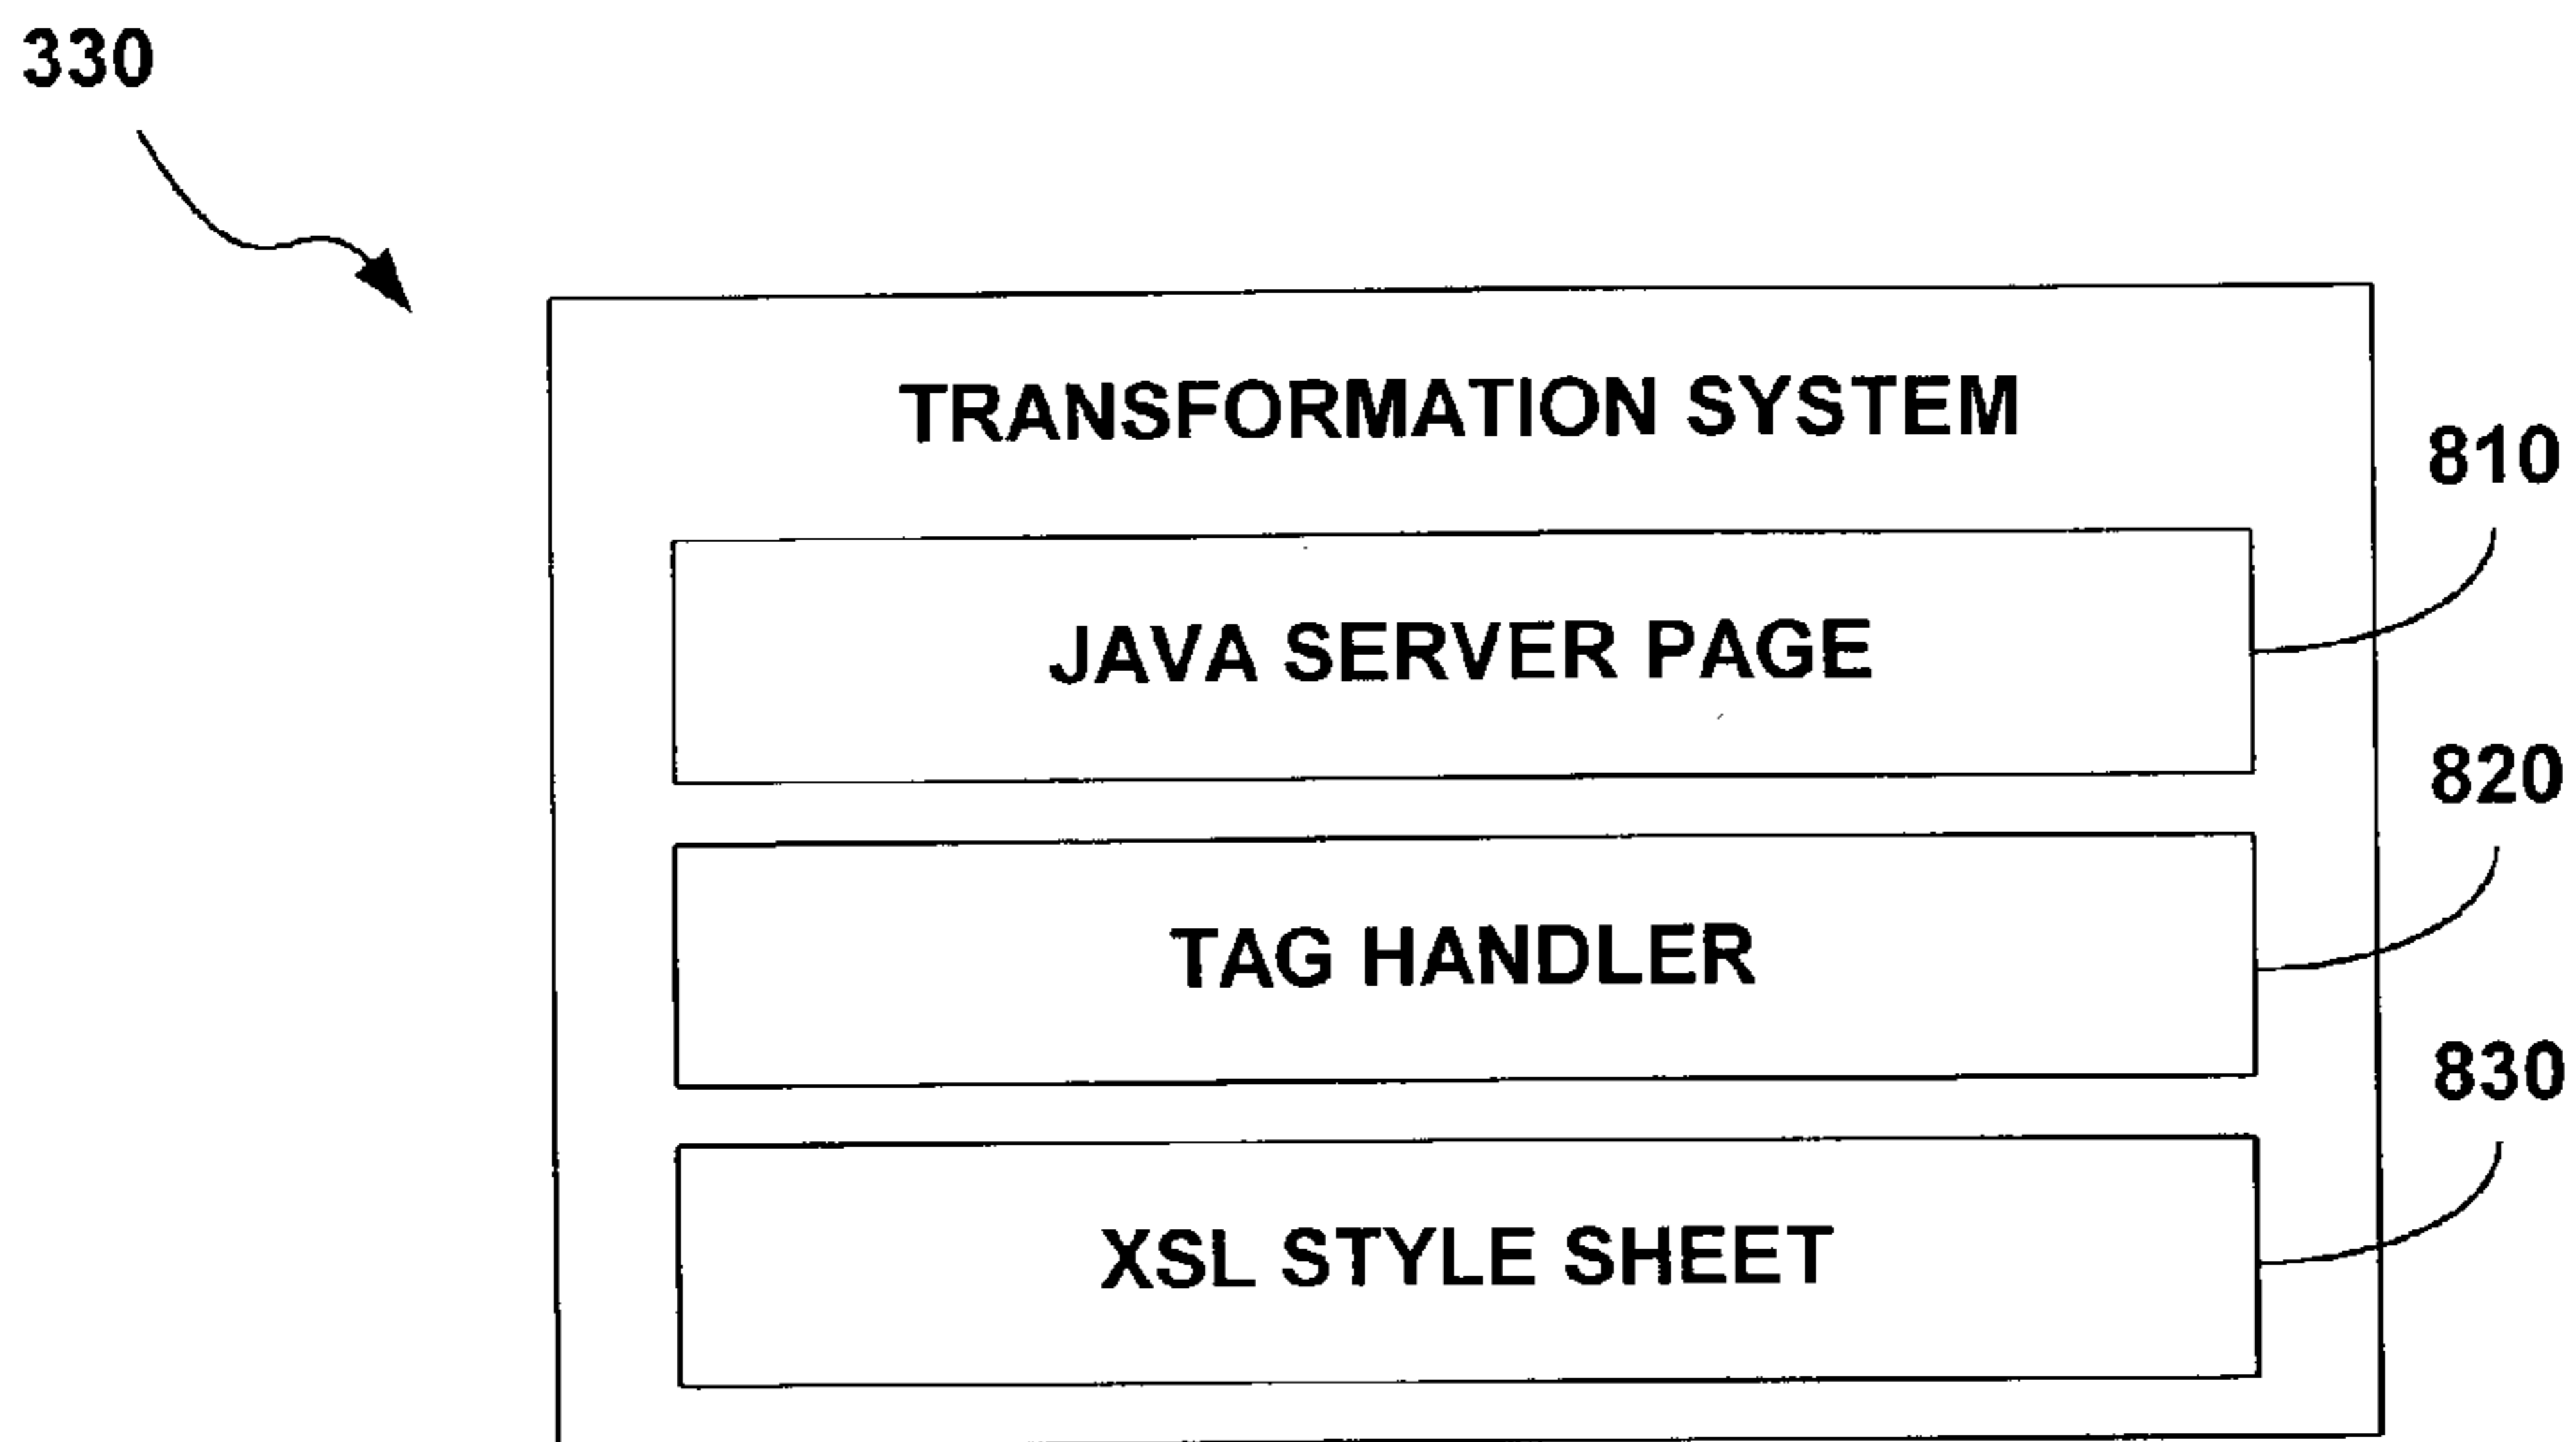 330
TRANSFORMATION SYSTEM
810
JAVA SERVER PAGE
820
TAG HANDLER
830
XSL STYLE SHEET